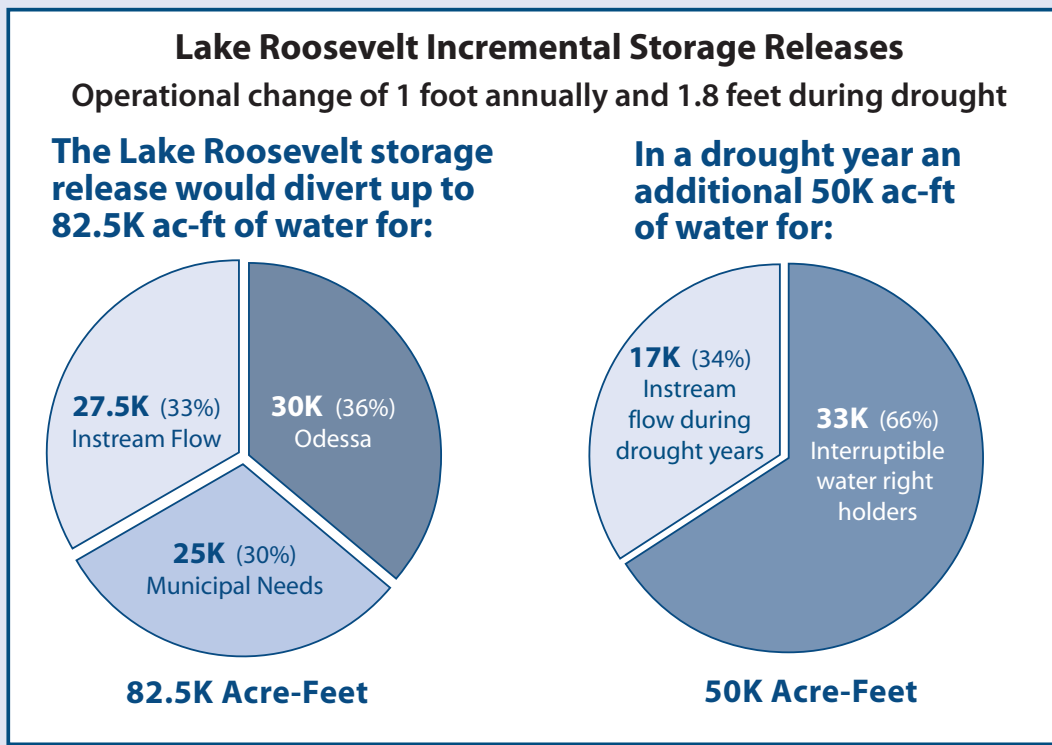 Lake Roosevelt Incremental Storage Releases
Operational change of 1 foot annually and 1.8 feet during drought
The Lake Roosevelt storage
release would divert up to
82.5K ac-ft of water for:
27.5K (33%)
Instream Flow
30K (36%)
Odessa
25K (30%)
Municipal Needs
82.5K Acre-Feet
In a drought year an
additional 50K ac-ft
of water for:
17K (34%)
Instream
flow during
drought years
33K (66%)
Interruptible
water right
holders
50K Acre-Feet